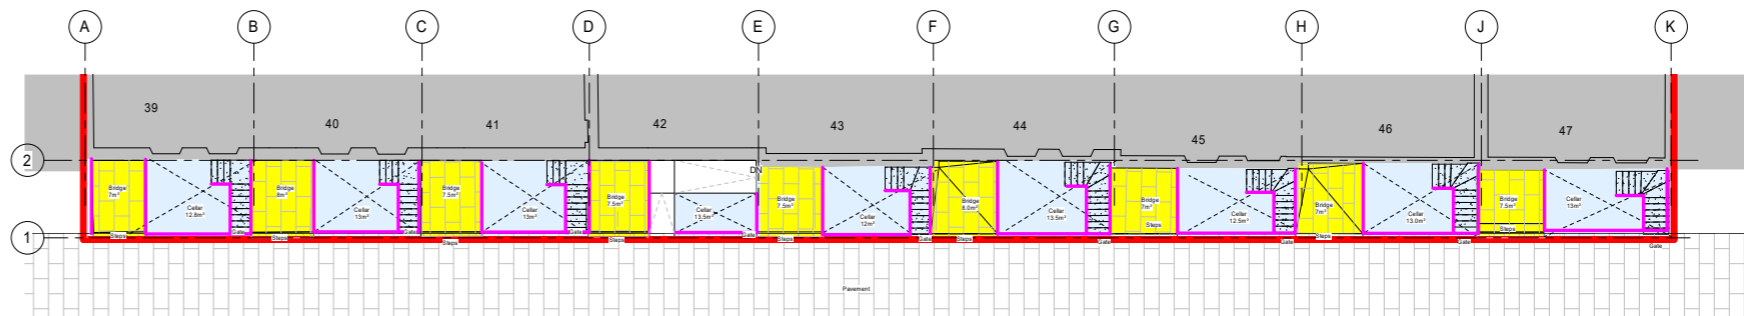 A B C D E F G H J K
39 40 41 42 43 44 45 46 47
2
DN
Bridge
7m²
Cellar
12.8m²
Gate
Steps
Bridge
8m²
Cellar
13m²
Gate
Steps
Bridge
7.5m²
Cellar
13m²
Gate
Steps
Bridge
7.5m²
Cellar
13.5m²
Gate
Steps
Bridge
7.5m²
Cellar
12m²
Gate
Steps
Bridge
8.0m²
Cellar
13.5m²
Gate
Steps
Bridge
7m²
Cellar
12.5m²
Gate
Steps
Bridge
7m²
Cellar
13.0m²
Gate
Steps
Bridge
7.5m²
Cellar
13m²
Gate
Steps
1
Pavement